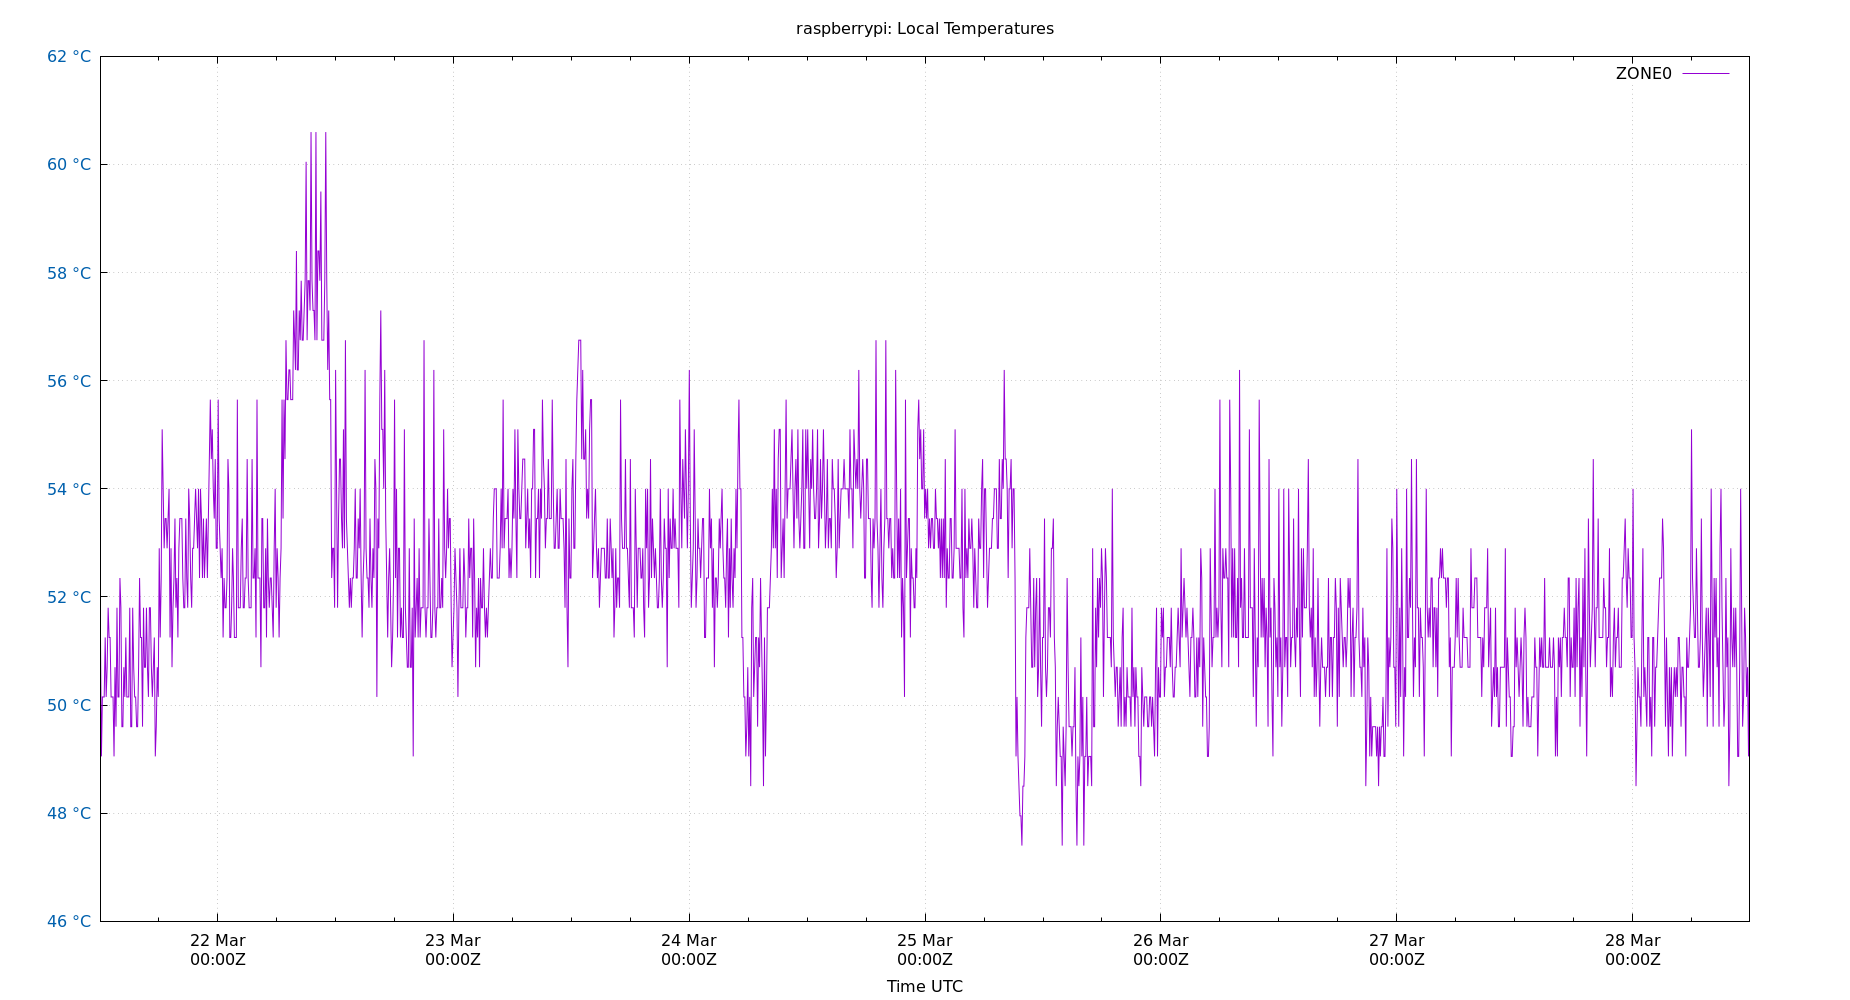 raspberrypi: Local Temperatures
ZONE0
62 °C
60 °C
58 °C
56 °C
54 °C
52 °C
50 °C
48 °C
46 °C
22 Mar
00:00Z
23 Mar
00:00Z
24 Mar
00:00Z
25 Mar
00:00Z
26 Mar
00:00Z
27 Mar
00:00Z
28 Mar
00:00Z
Time UTC